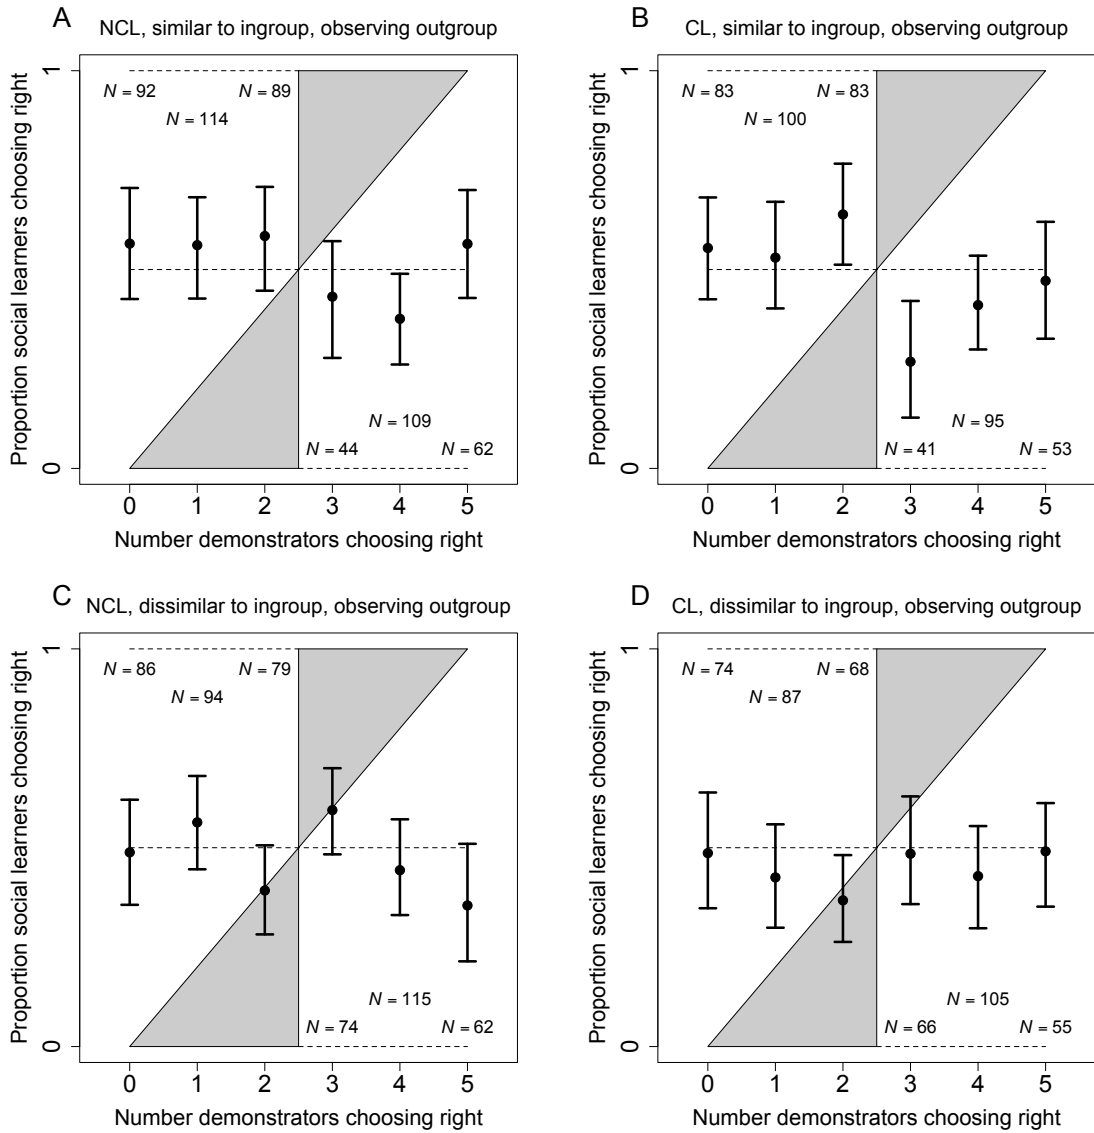 A
NCL, similar to ingroup, observing outgroup
Proportion social learners choosing right
1
0
N = 92
N = 89
N = 114
N = 109
N = 44
N = 62
0 1 2 3 4 5
Number demonstrators choosing right
B
CL, similar to ingroup, observing outgroup
Proportion social learners choosing right
1
0
N = 83
N = 83
N = 100
N = 95
N = 41
N = 53
0 1 2 3 4 5
Number demonstrators choosing right
C
NCL, dissimilar to ingroup, observing outgroup
Proportion social learners choosing right
1
0
N = 86
N = 79
N = 94
N = 115
N = 74
N = 62
0 1 2 3 4 5
Number demonstrators choosing right
D
CL, dissimilar to ingroup, observing outgroup
Proportion social learners choosing right
1
0
N = 74
N = 68
N = 87
N = 105
N = 66
N = 55
0 1 2 3 4 5
Number demonstrators choosing right